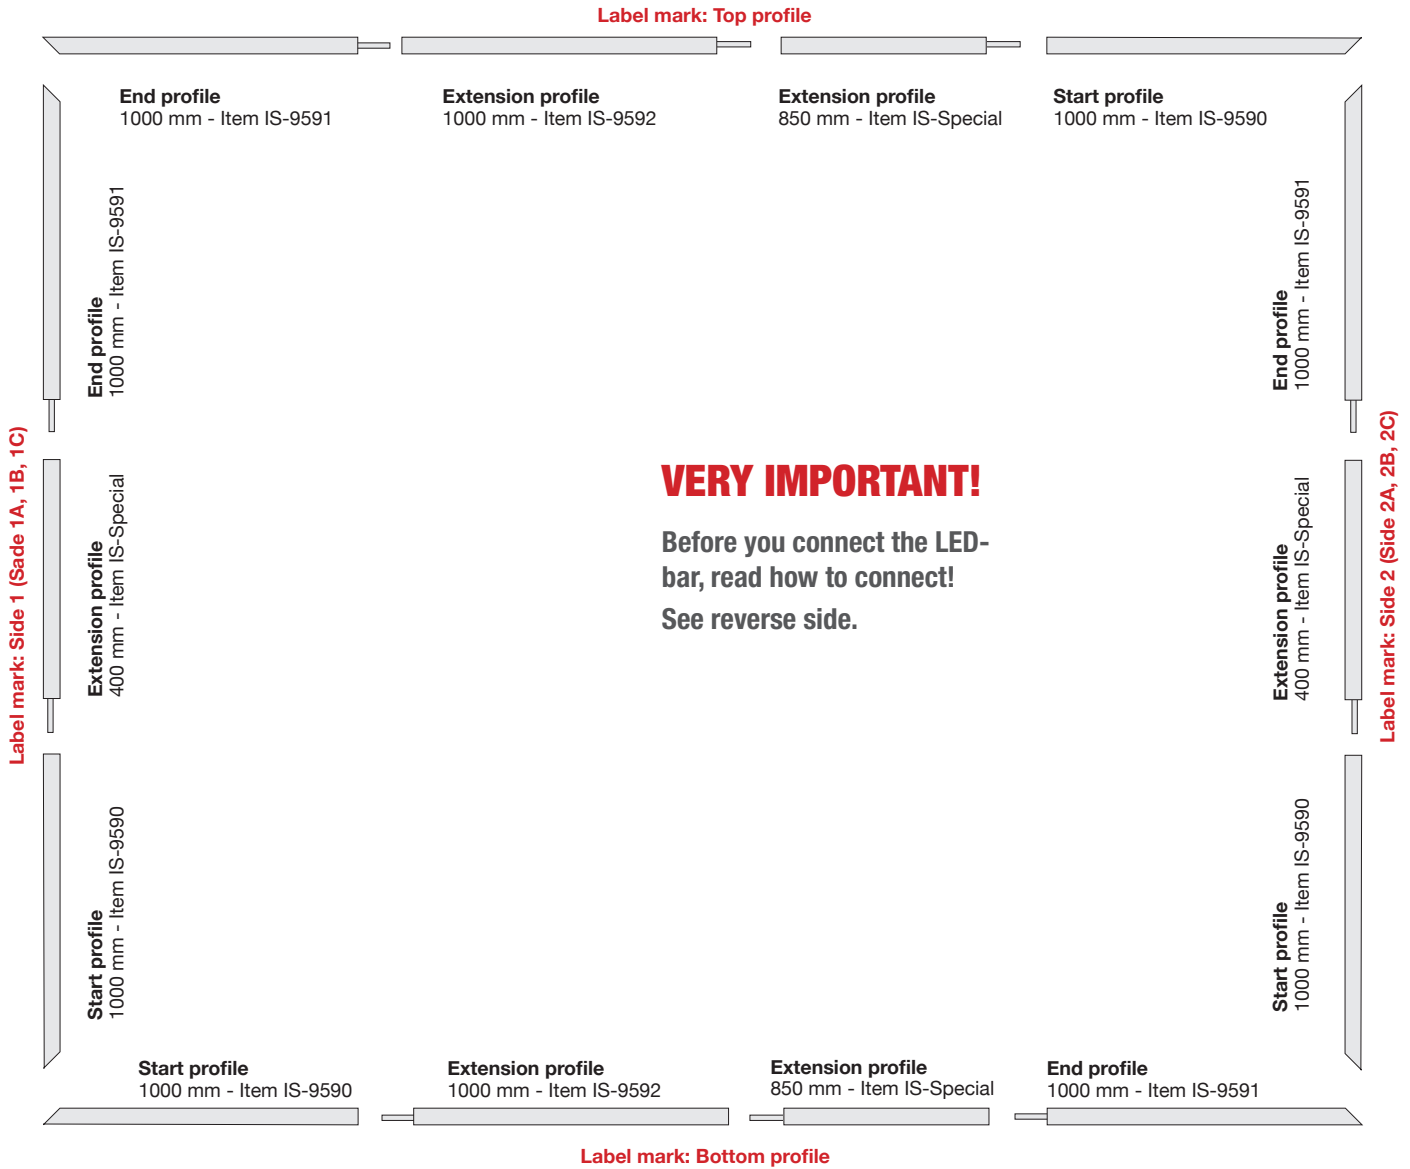 Label mark: Top profile
End profile
1000 mm - Item IS-9591
Extension profile
1000 mm - Item IS-9592
Extension profile
850 mm - Item IS-Special
Start profile
1000 mm - Item IS-9590
Label mark: Side 1 (Sade 1A, 1B, 1C)
End profile
1000 mm - Item IS-9591
Extension profile
400 mm - Item IS-Special
Start profile
1000 mm - Item IS-9590
VERY IMPORTANT!
Before you connect the LED-
bar, read how to connect!
See reverse side.
End profile
1000 mm - Item IS-9591
Extension profile
400 mm - Item IS-Special
Start profile
1000 mm - Item IS-9590
Label mark: Side 2 (Side 2A, 2B, 2C)
Start profile
1000 mm - Item IS-9590
Extension profile
1000 mm - Item IS-9592
Extension profile
850 mm - Item IS-Special
End profile
1000 mm - Item IS-9591
Label mark: Bottom profile